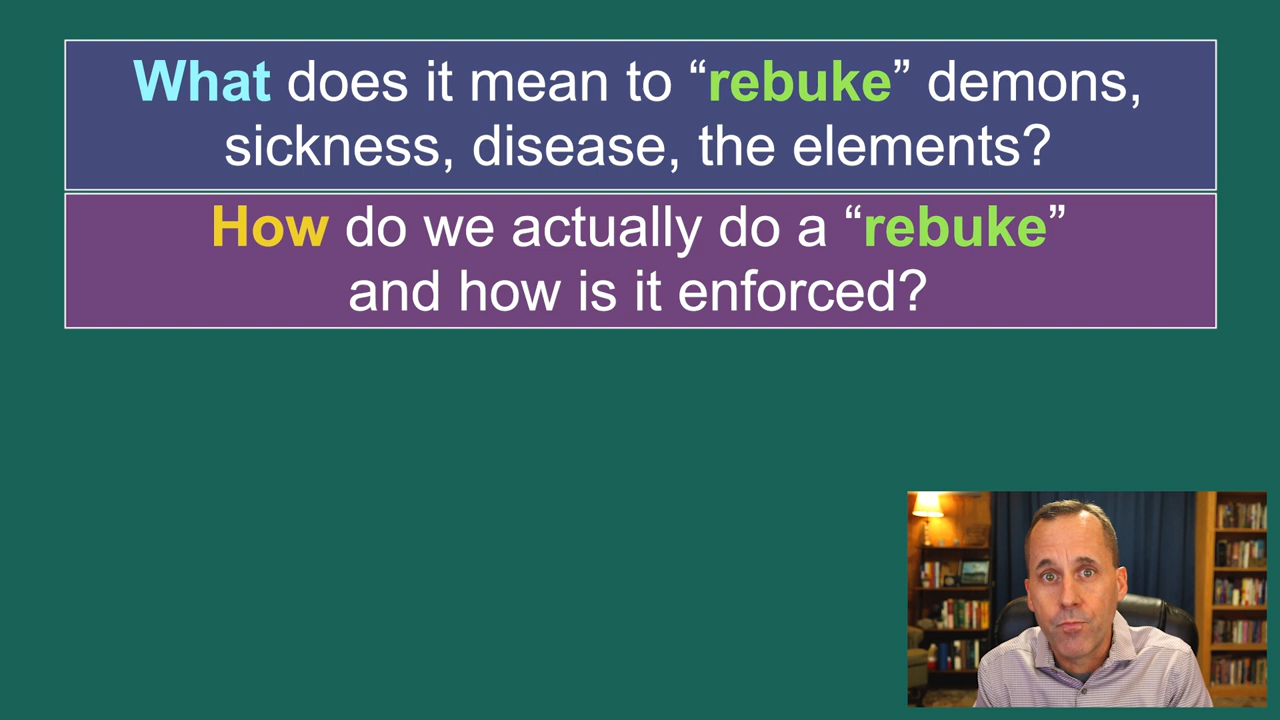 What does it mean to “rebuke” demons,
sickness, disease, the elements?
How do we actually do a “rebuke”
and how is it enforced?